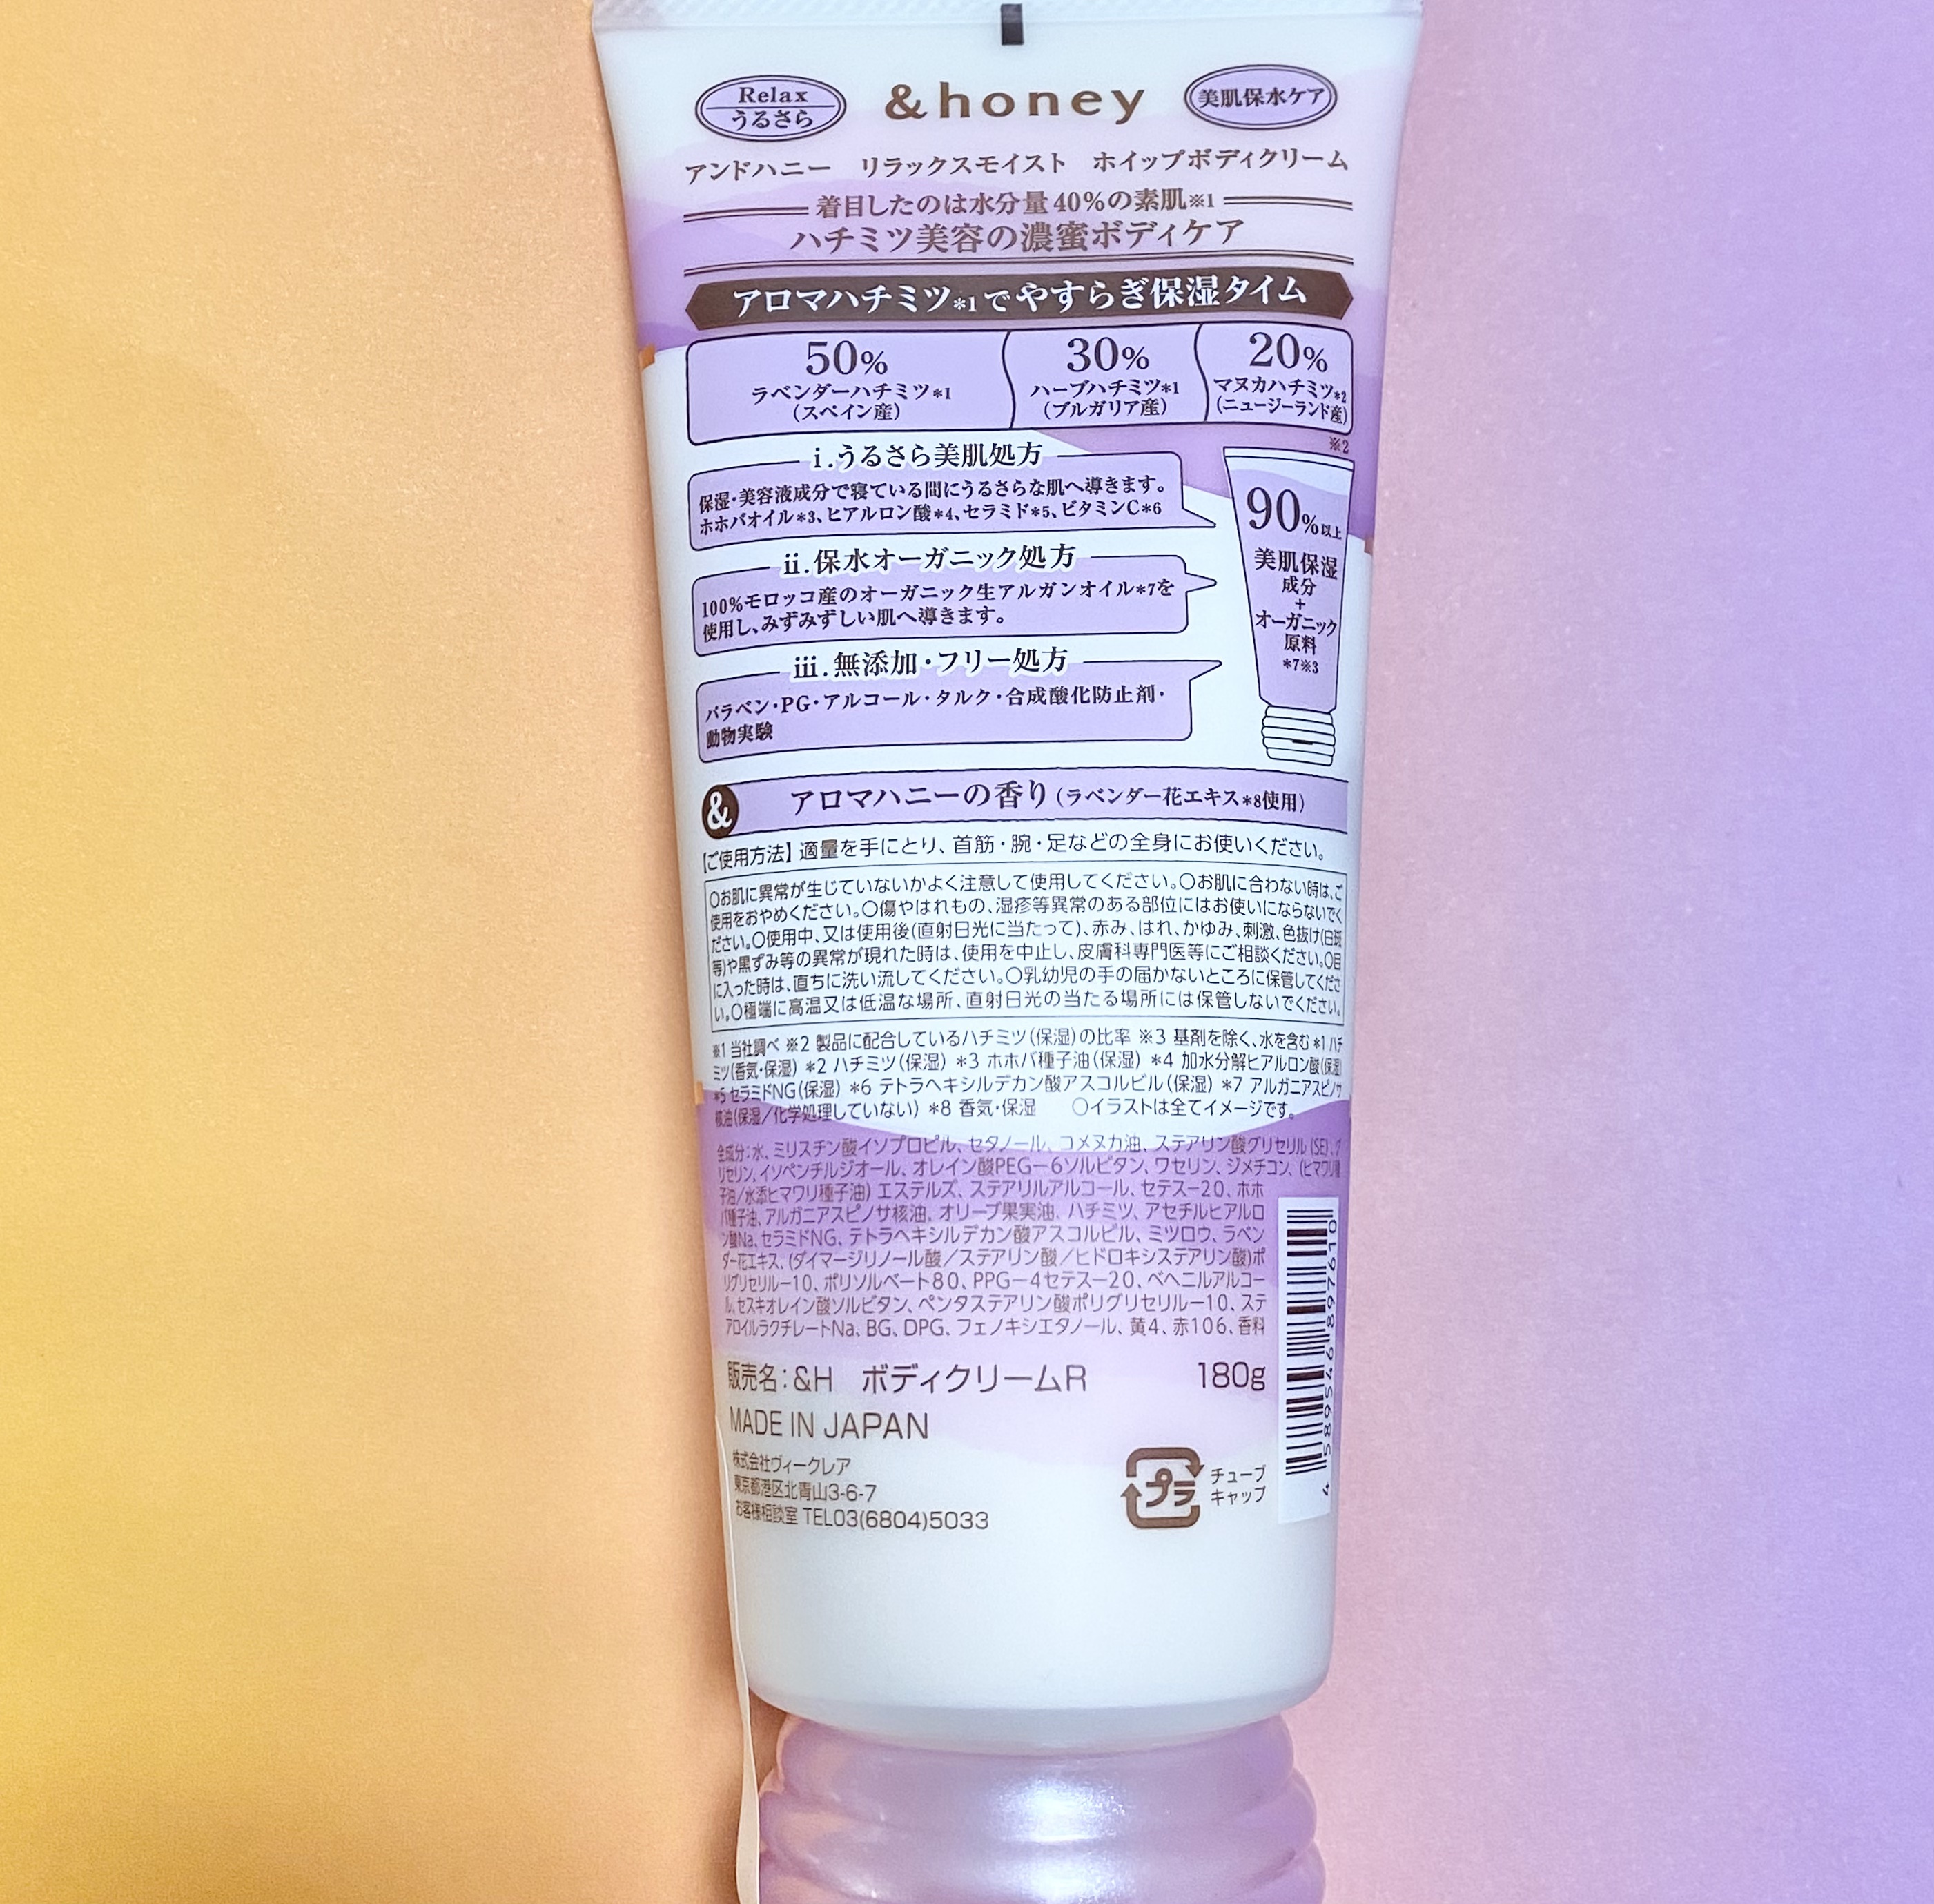 Relax
うるさら
&honey
美肌保水ケア
アンドハニー リラックスモイスト ホイップボディクリーム
着目したのは水分量40%の素肌※1
ハチミツ美容の濃蜜ボディケア
アロマハチミツ*1でやすらぎ保湿タイム
50%
ラベンダーハチミツ*1
(スペイン産)
30%
ハーブハチミツ*1
(ブルガリア産)
20%
マヌカハチミツ*2
(ニュージーランド産)
※2
i.うるさら美肌処方
保湿・美容液成分で寝ている間にうるさらな肌へ導きます。
ホホバオイル*3、ヒアルロン酸*4、セラミド*5、ビタミンC*6
ii.保水オーガニック処方
100%モロッコ産のオーガニック生アルガンオイル*7を
使用し、みずみずしい肌へ導きます。
iii.無添加・フリー処方
パラベン・PG・アルコール・タルク・合成酸化防止剤・
動物実験
90%以上
美肌保湿
成分
+
オーガニック
原料
*7※3
&
アロマハニーの香り(ラベンダー花エキス*8使用)
【ご使用方法】適量を手にとり、首筋・腕・足などの全身にお使いください。
〇お肌に異常が生じていないかよく注意して使用してください。〇お肌に合わない時は、ご
使用をおやめください。〇傷やはれもの、湿疹等異常のある部位にはお使いにならないでく
ださい。〇使用中、又は使用後(直射日光に当たって)、赤み、はれ、かゆみ、刺激、色抜け(白斑
等)や黒ずみ等の異常が現れた時は、使用を中止し、皮膚科専門医等にご相談ください。〇目
に入った時は、直ちに洗い流してください。〇乳幼児の手の届かないところに保管してくださ
い。〇極端に高温又は低温な場所、直射日光の当たる場所には保管しないでください。
※1 当社調べ ※2 製品に配合しているハチミツ(保湿)の比率 ※3 基剤を除く、水を含む *1 ハチ
ミツ(香気・保湿) *2 ハチミツ(保湿) *3 ホホバ種子油(保湿) *4 加水分解ヒアルロン酸(保湿)
*5 セラミドNG(保湿) *6 テトラヘキシルデカン酸アスコルビル(保湿) *7 アルガニアスピノサ
核油(保湿/化学処理していない) *8 香気・保湿 〇イラストは全てイメージです。
全成分:水、ミリスチン酸イソプロピル、セタノール、コメヌカ油、ステアリン酸グリセリル(SE)、グ
リセリン、イソペンチルジオール、オレイン酸PEG-6ソルビタン、ワセリン、ジメチコン、(ヒマワリ種
子油/水添ヒマワリ種子油)エステルズ、ステアリルアルコール、セテス-20、ホホ
バ種子油、アルガニアスピノサ核油、オリーブ果実油、ハチミツ、アセチルヒアルロ
ン酸Na、セラミドNG、テトラヘキシルデカン酸アスコルビル、ミツロウ、ラベン
ダー花エキス、(ダイマージリノール酸/ステアリン酸/ヒドロキシステアリン酸)ポ
リグリセリル-10、ポリソルベート80、PPG-4セテス-20、ベヘニルアルコー
ル、セスキオレイン酸ソルビタン、ペンタステアリン酸ポリグリセリル-10、ステ
アロイルラクチレートNa、BG、DPG、フェノキシエタノール、黄4、赤106、香料
販売名:&H ボディクリームR 180g
MADE IN JAPAN
株式会社ヴィークレア
東京都港区北青山3-6-7
お客様相談室 TEL03(6804)5033
プラ
チューブ
キャップ
4589546897610